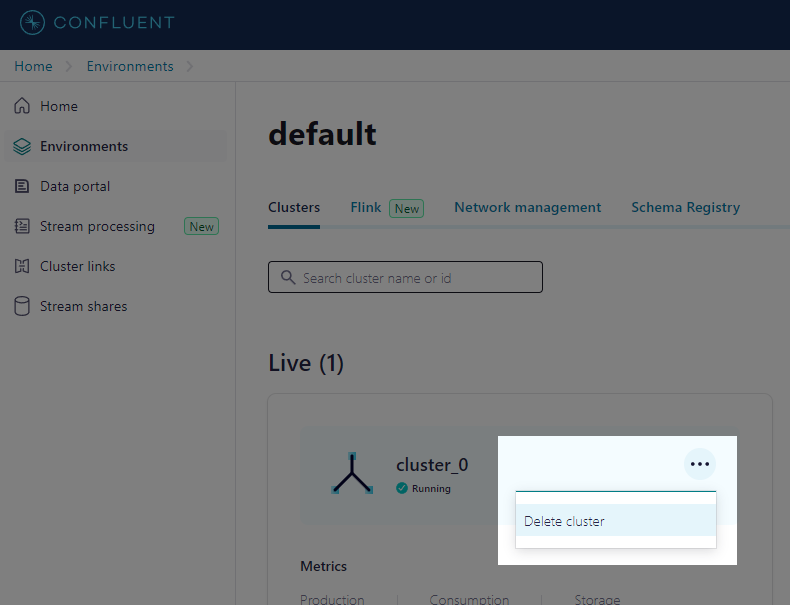 CONFLUENT
Home
Environments
Home
Environments
Data portal
Stream processing New
Cluster links
Stream shares
default
Clusters Flink New Network management Schema Registry
Search cluster name or id
Live (1)
cluster_0
Running
Delete cluster
Metrics
Production Consumption Storage